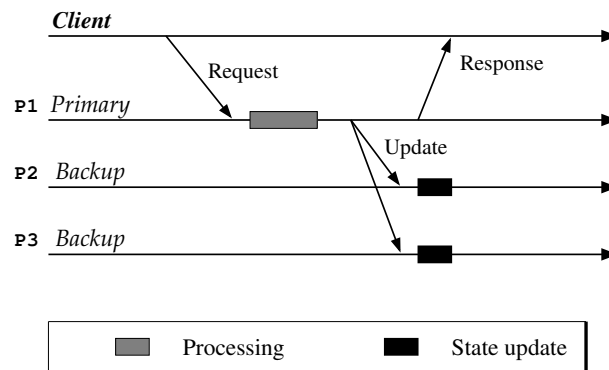 Client
Request
Response
P1 Primary
Update
P2 Backup
P3 Backup
Processing
State update